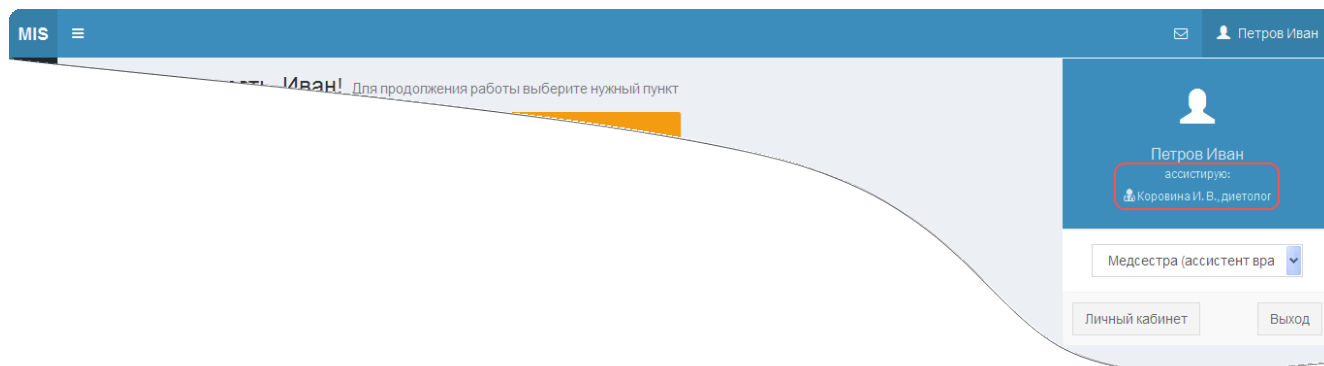 MIS Петров Иван
Иван! Для продолжения работы выберите нужный пункт
Петров Иван
ассистирую:
Коровина И. В., диетолог
Медсестра (ассистент вра
Личный кабинет Выход